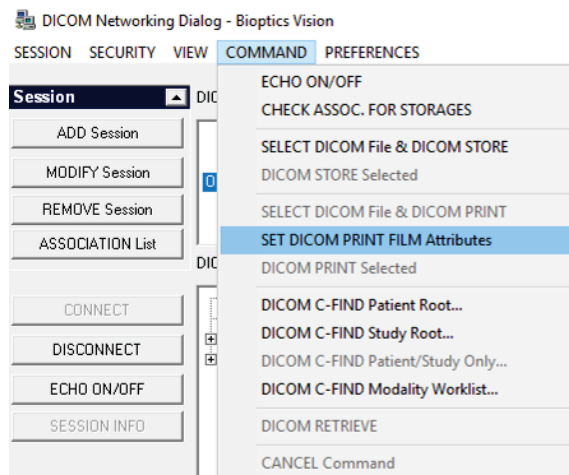 DICOM Networking Dialog - Bioptics Vision
SESSION SECURITY VIEW COMMAND PREFERENCES
Session
ADD Session
MODIFY Session
REMOVE Session
ASSOCIATION List
CONNECT
DISCONNECT
ECHO ON/OFF
SESSION INFO
ECHO ON/OFF
CHECK ASSOC. FOR STORAGES
SELECT DICOM File & DICOM STORE
DICOM STORE Selected
SELECT DICOM File & DICOM PRINT
SET DICOM PRINT FILM Attributes
DICOM PRINT Selected
DICOM C-FIND Patient Root...
DICOM C-FIND Study Root...
DICOM C-FIND Patient/Study Only...
DICOM C-FIND Modality Worklist...
DICOM RETRIEVE
CANCEL Command